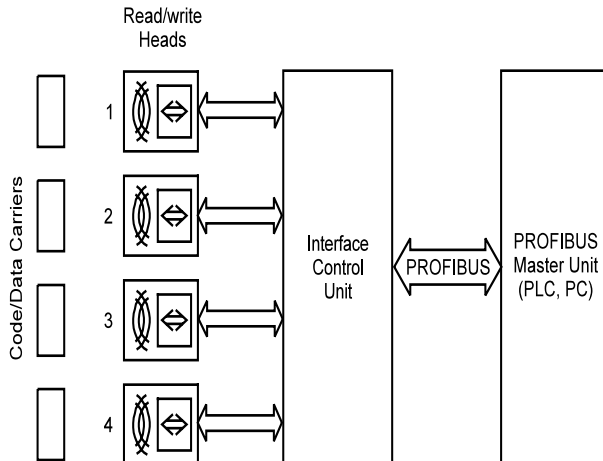 Read/write
Heads
Code/Data Carriers
1
2
3
4
Interface
Control
Unit
PROFIBUS
PROFIBUS
Master Unit
(PLC, PC)